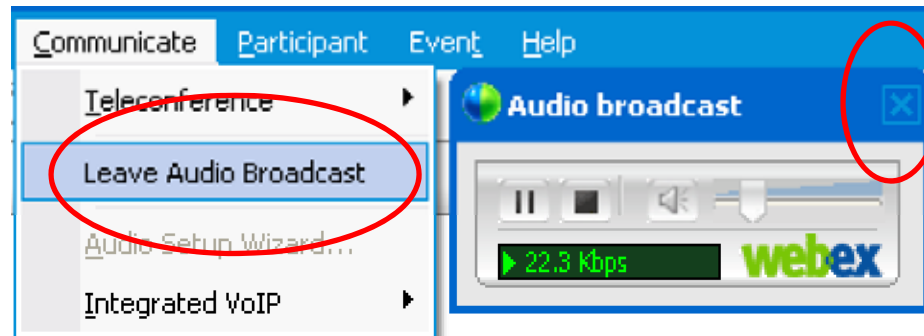 Communicate Participant Event Help
Teleconference
Leave Audio Broadcast
Audio Setup Wizard...
Integrated VoIP
Audio broadcast
22.3 Kbps
webex